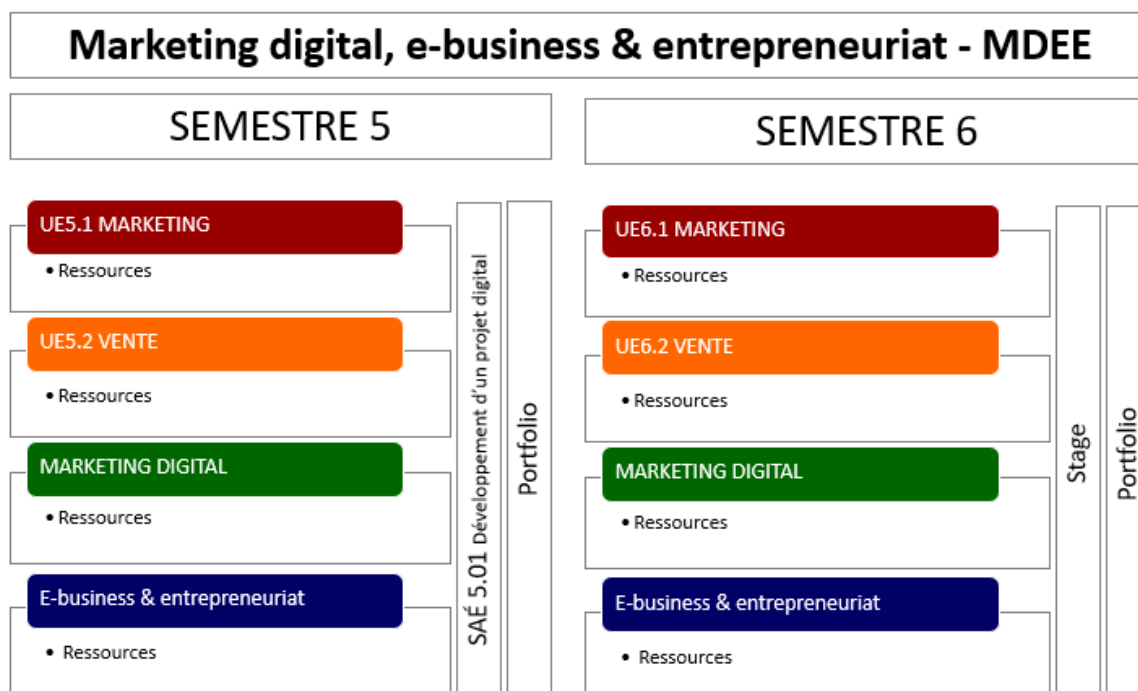 Marketing digital, e-business & entrepreneuriat - MDEE
SEMESTRE 5
UE5.1 MARKETING
• Ressources
UE5.2 VENTE
• Ressources
MARKETING DIGITAL
• Ressources
E-business & entrepreneuriat
• Ressources
SAÉ 5.01 Développement d'un projet digital
Portfolio
SEMESTRE 6
UE6.1 MARKETING
• Ressources
UE6.2 VENTE
• Ressources
MARKETING DIGITAL
• Ressources
E-business & entrepreneuriat
• Ressources
Stage
Portfolio